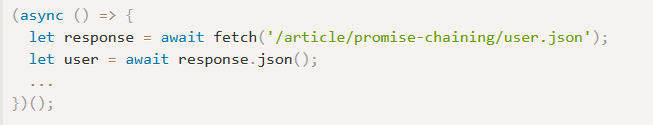 (async () => {
  let response = await fetch('/article/promise-chaining/user.json');
  let user = await response.json();
  ...
})();